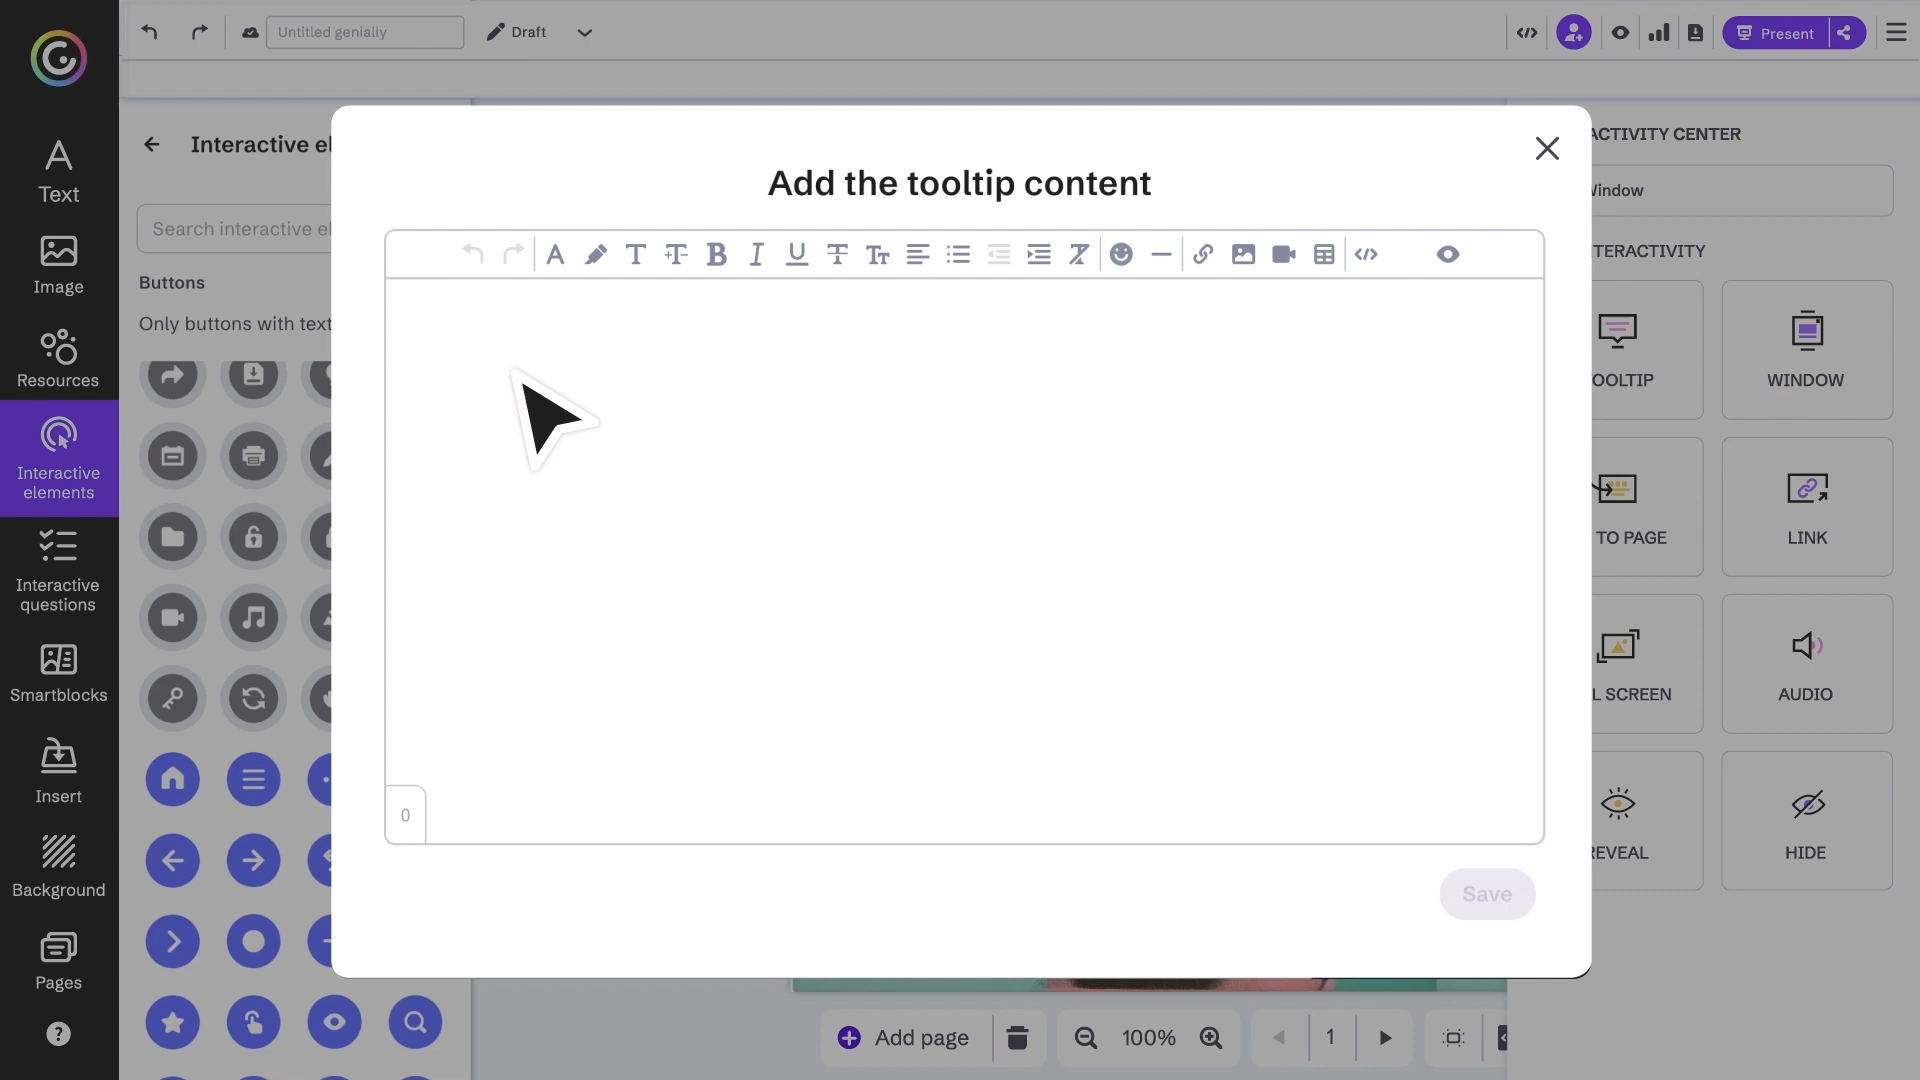 Untitled genially
Draft
Present
Text
Image
Resources
Interactive
elements
Interactive
questions
Smartblocks
Insert
Background
Pages
Interactive el
Search interactive el
Buttons
Only buttons with text
Add the tooltip content
0
Save
ACTIVITY CENTER
Window
TERACTIVITY
OOLTIP
WINDOW
TO PAGE
LINK
L SCREEN
AUDIO
REVEAL
HIDE
Add page
100%
1